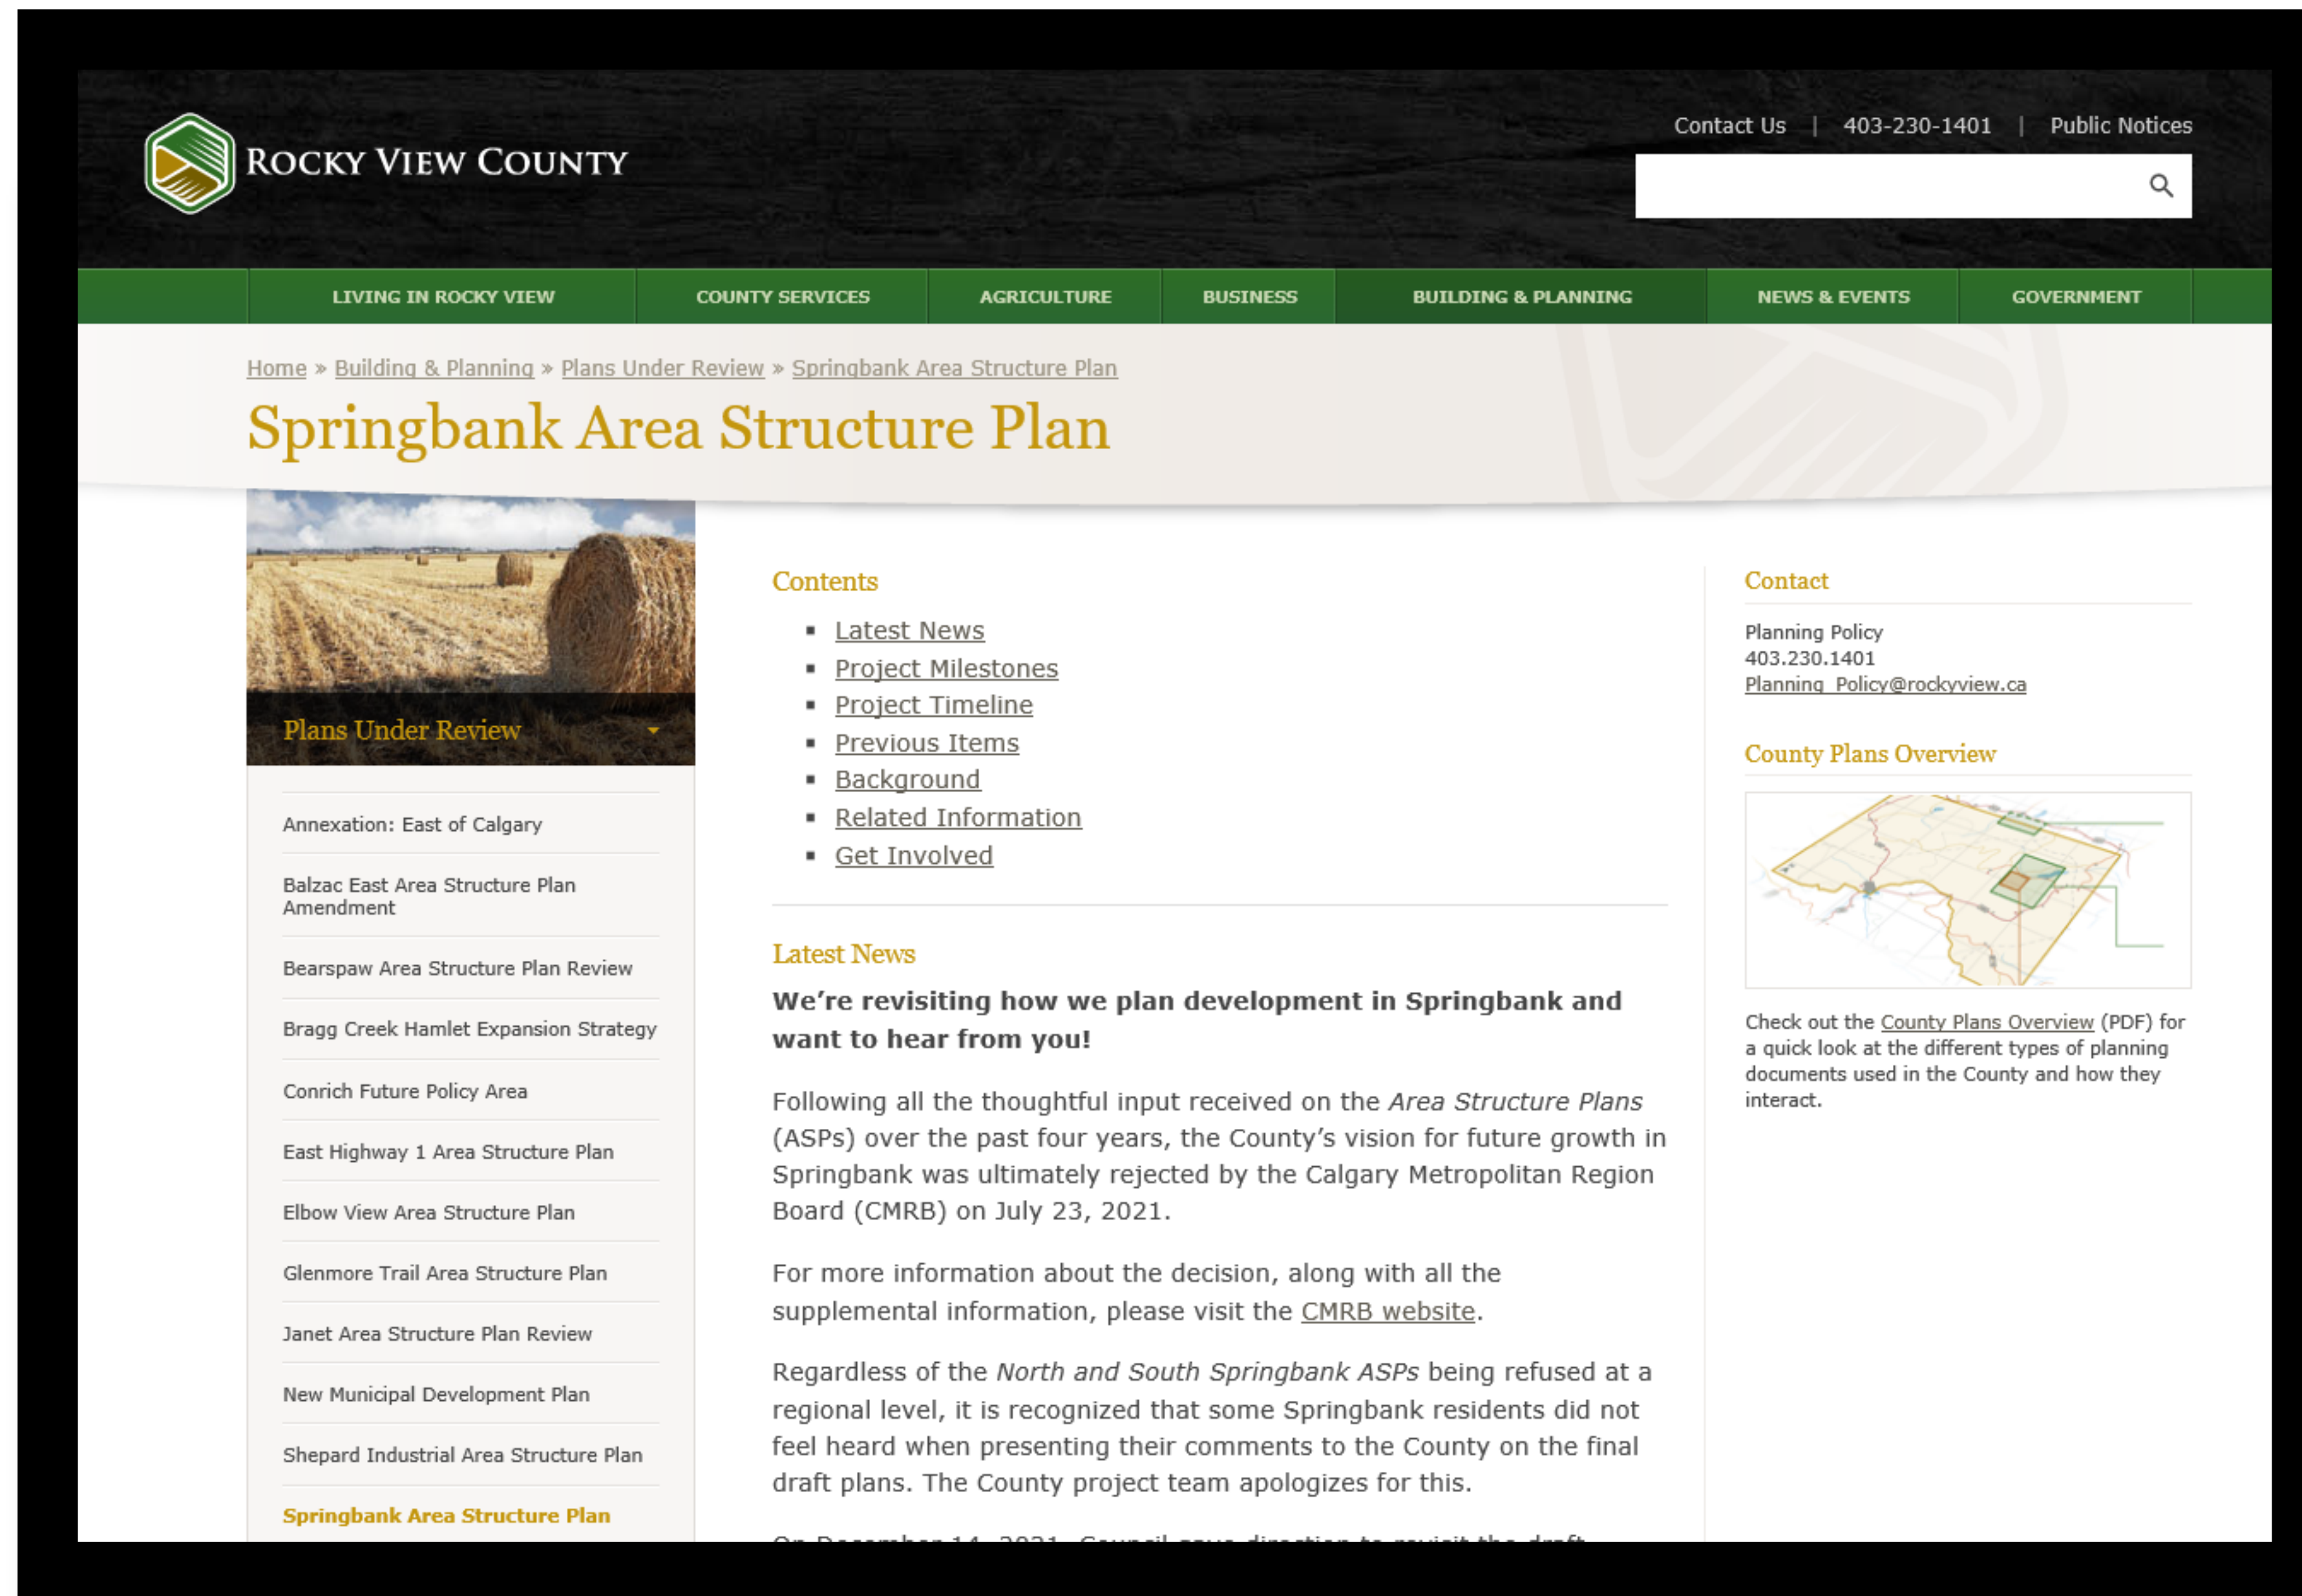 Contact Us | 403-230-1401 | Public Notices
ROCKY VIEW COUNTY
LIVING IN ROCKY VIEW
COUNTY SERVICES
AGRICULTURE
BUSINESS
BUILDING & PLANNING
NEWS & EVENTS
GOVERNMENT
Home » Building & Planning » Plans Under Review » Springbank Area Structure Plan
Springbank Area Structure Plan
Plans Under Review
Annexation: East of Calgary
Balzac East Area Structure Plan
Amendment
Bearspaw Area Structure Plan Review
Bragg Creek Hamlet Expansion Strategy
Conrich Future Policy Area
East Highway 1 Area Structure Plan
Elbow View Area Structure Plan
Glenmore Trail Area Structure Plan
Janet Area Structure Plan Review
New Municipal Development Plan
Shepard Industrial Area Structure Plan
Springbank Area Structure Plan
Contents
▪ Latest News
▪ Project Milestones
▪ Project Timeline
▪ Previous Items
▪ Background
▪ Related Information
▪ Get Involved
Latest News
We’re revisiting how we plan development in Springbank and
want to hear from you!
Following all the thoughtful input received on the Area Structure Plans
(ASPs) over the past four years, the County’s vision for future growth in
Springbank was ultimately rejected by the Calgary Metropolitan Region
Board (CMRB) on July 23, 2021.
For more information about the decision, along with all the
supplemental information, please visit the CMRB website.
Regardless of the North and South Springbank ASPs being refused at a
regional level, it is recognized that some Springbank residents did not
feel heard when presenting their comments to the County on the final
draft plans. The County project team apologizes for this.
On December 14, 2021, Council gave direction to revisit the draft
Contact
Planning Policy
403.230.1401
Planning_Policy@rockyview.ca
County Plans Overview
Check out the County Plans Overview (PDF) for
a quick look at the different types of planning
documents used in the County and how they
interact.